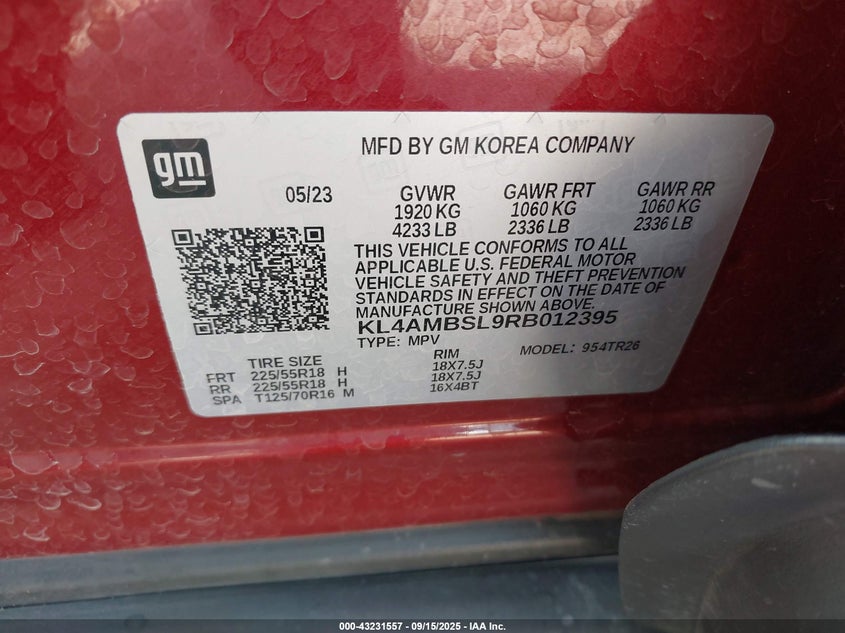 gm
MFD BY GM KOREA COMPANY
05/23 GVWR GAWR FRT GAWR RR
1920 KG 1060 KG 1060 KG
4233 LB 2336 LB 2336 LB
THIS VEHICLE CONFORMS TO ALL
APPLICABLE U.S. FEDERAL MOTOR
VEHICLE SAFETY AND THEFT PREVENTION
STANDARDS IN EFFECT ON THE DATE OF
MANUFACTURE SHOWN ABOVE.
KL4AMBSL9RB012395
TYPE: MPV MODEL: 954TR26
TIRE SIZE RIM
FRT 225/55R18 H 18X7.5J
RR 225/55R18 H 18X7.5J
SPA T125/70R16 M 16X4BT
000-43231557 - 09/15/2025 - IAA Inc.